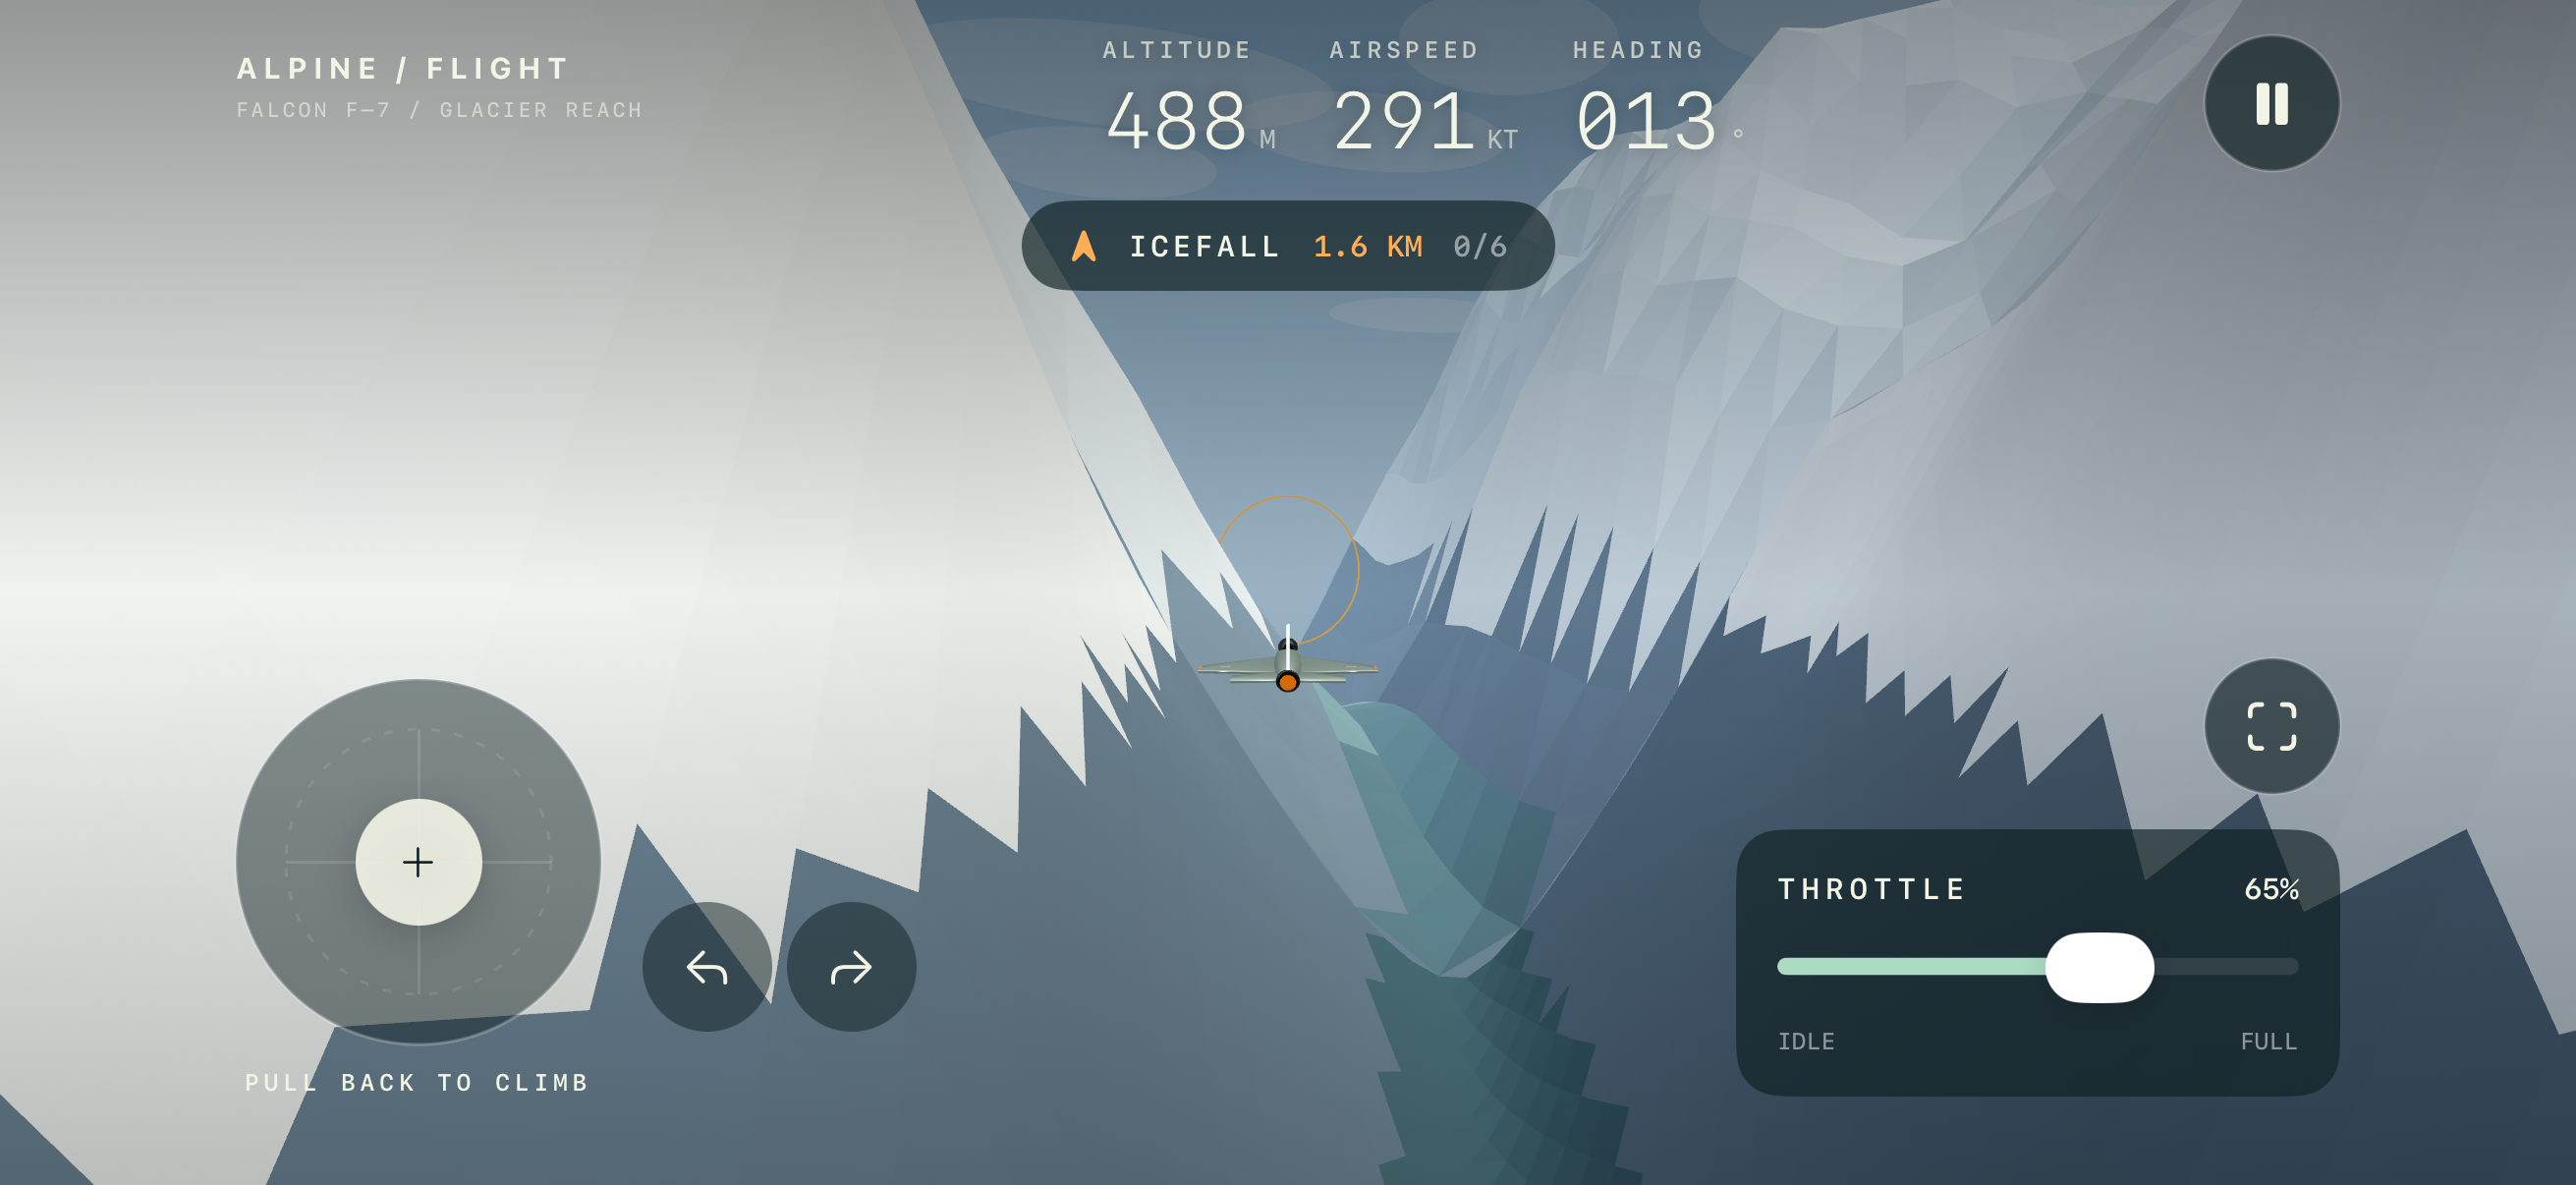 ALPINE / FLIGHT
FALCON F—7 / GLACIER REACH
ALTITUDE AIRSPEED HEADING
488 M 291 KT 013 °
ICEFALL 1.6 KM 0/6
THROTTLE 65%
IDLE FULL
PULL BACK TO CLIMB